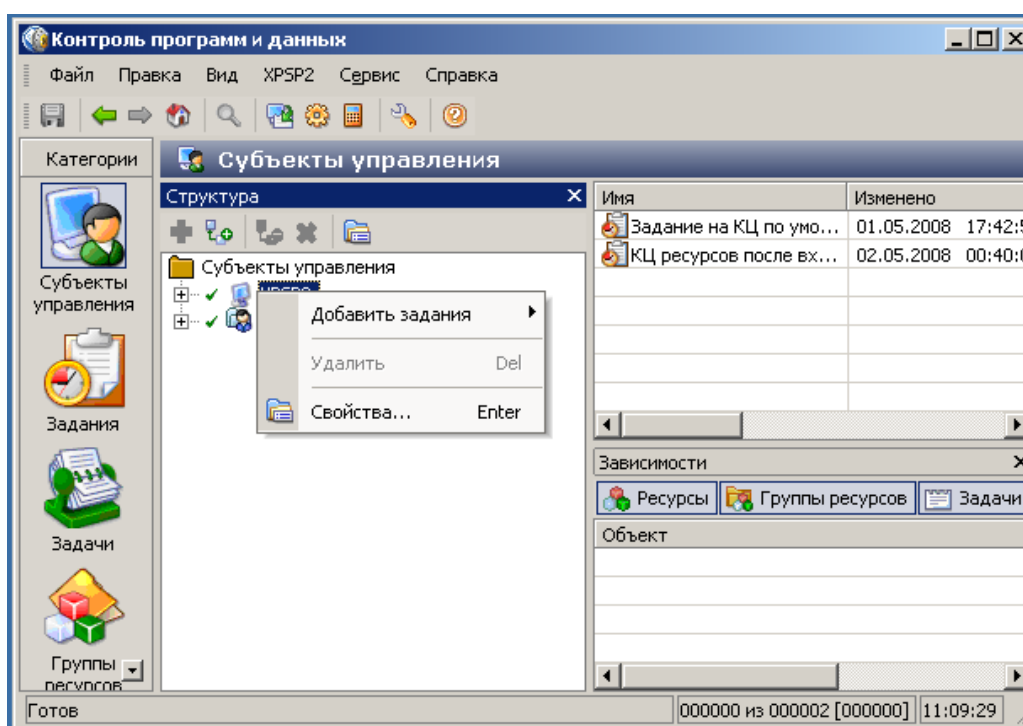 Контроль программ и данных
Файл Правка Вид XPSP2 Сервис Справка
Категории
Субъекты управления
Структура
Имя Изменено
Задание на КЦ по умо... 01.05.2008 17:42:5
КЦ ресурсов после вх... 02.05.2008 00:40:
Субъекты управления
Добавить задания
Удалить Del
Свойства... Enter
Субъекты
управления
Задания
Задачи
Группы
ресурсов
Зависимости
Ресурсы Группы ресурсов Задачи
Объект
Готов 000000 из 000002 [000000] 11:09:29